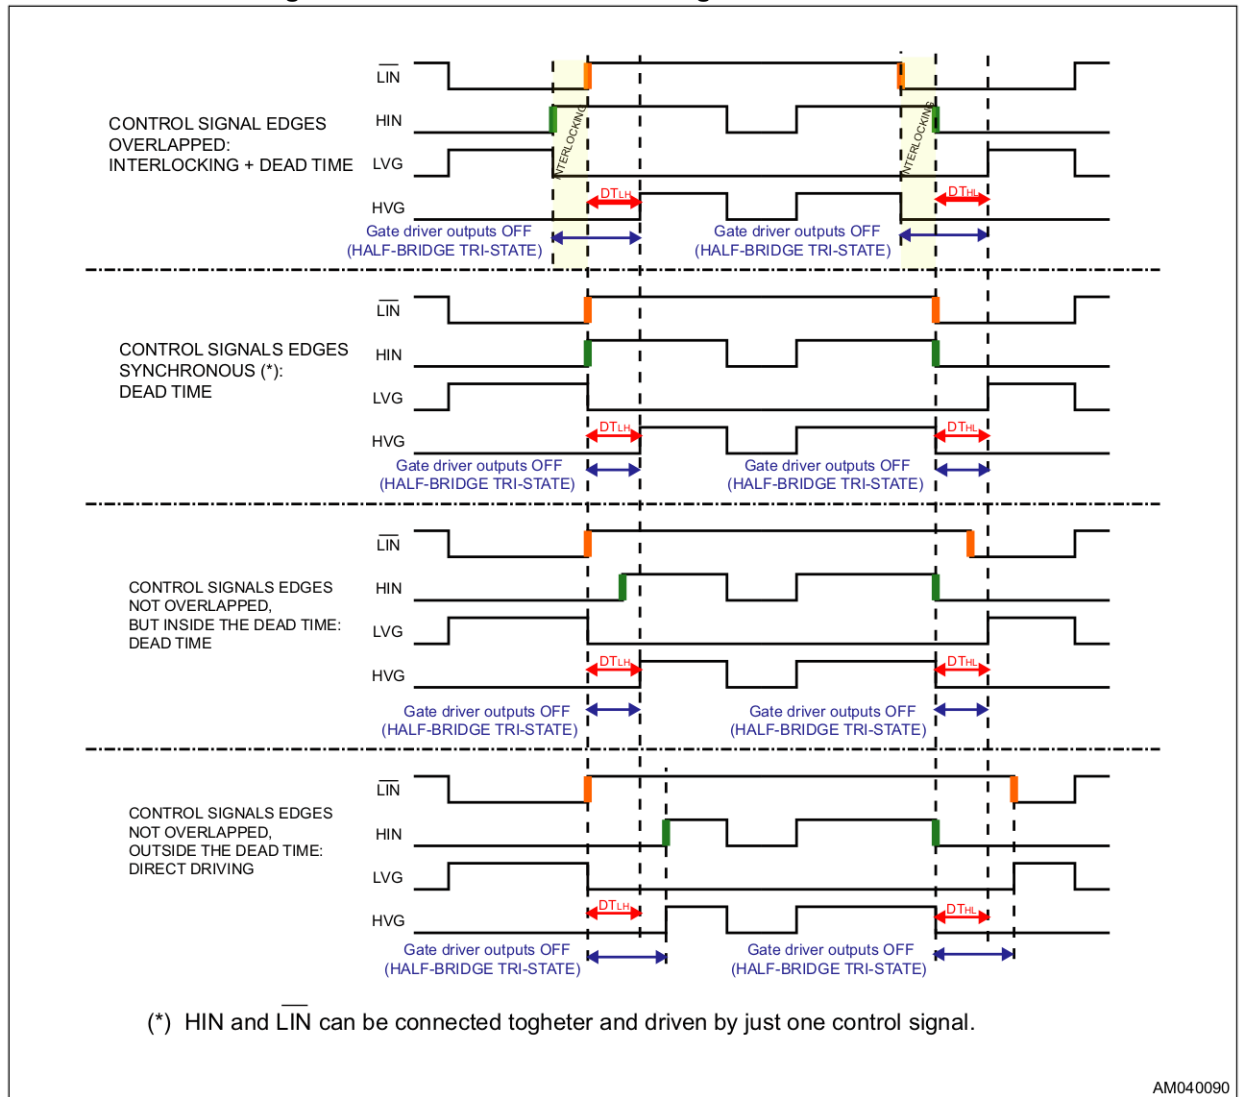 CONTROL SIGNAL EDGES
OVERLAPPED:
INTERLOCKING + DEAD TIME
LIN
HIN
LVG
HVG
INTERLOCKING
INTERLOCKING
DTLH
DTHL
Gate driver outputs OFF
(HALF-BRIDGE TRI-STATE)
Gate driver outputs OFF
(HALF-BRIDGE TRI-STATE)
CONTROL SIGNALS EDGES
SYNCHRONOUS (*):
DEAD TIME
LIN
HIN
LVG
HVG
DTLH
DTHL
Gate driver outputs OFF
(HALF-BRIDGE TRI-STATE)
Gate driver outputs OFF
(HALF-BRIDGE TRI-STATE)
CONTROL SIGNALS EDGES
NOT OVERLAPPED,
BUT INSIDE THE DEAD TIME:
DEAD TIME
LIN
HIN
LVG
HVG
DTLH
DTHL
Gate driver outputs OFF
(HALF-BRIDGE TRI-STATE)
Gate driver outputs OFF
(HALF-BRIDGE TRI-STATE)
CONTROL SIGNALS EDGES
NOT OVERLAPPED,
OUTSIDE THE DEAD TIME:
DIRECT DRIVING
LIN
HIN
LVG
HVG
DTLH
DTHL
Gate driver outputs OFF
(HALF-BRIDGE TRI-STATE)
Gate driver outputs OFF
(HALF-BRIDGE TRI-STATE)
(*) HIN and LIN can be connected togheter and driven by just one control signal.
AM040090